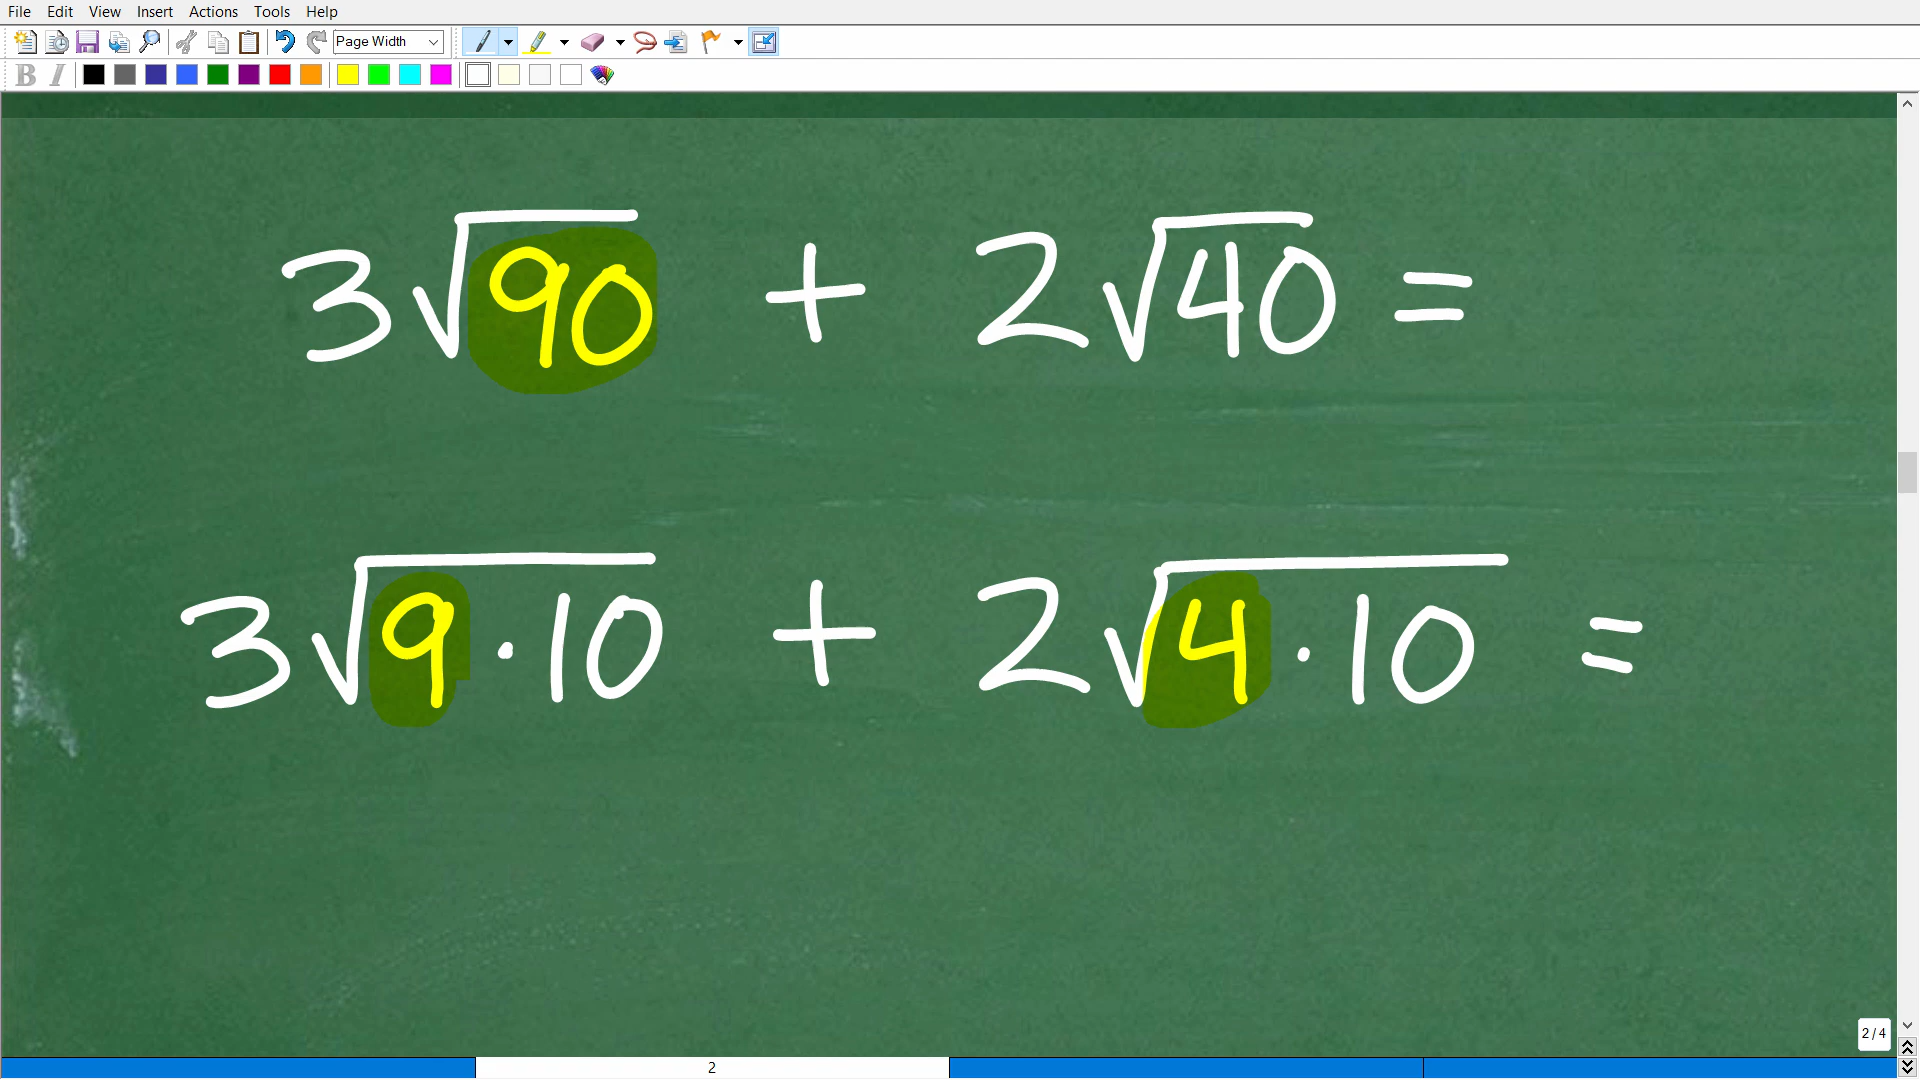 File Edit View Insert Actions Tools Help
Page Width
B I
3√90 + 2√40 =
3√9·10 + 2√4·10 =
2 / 4
2